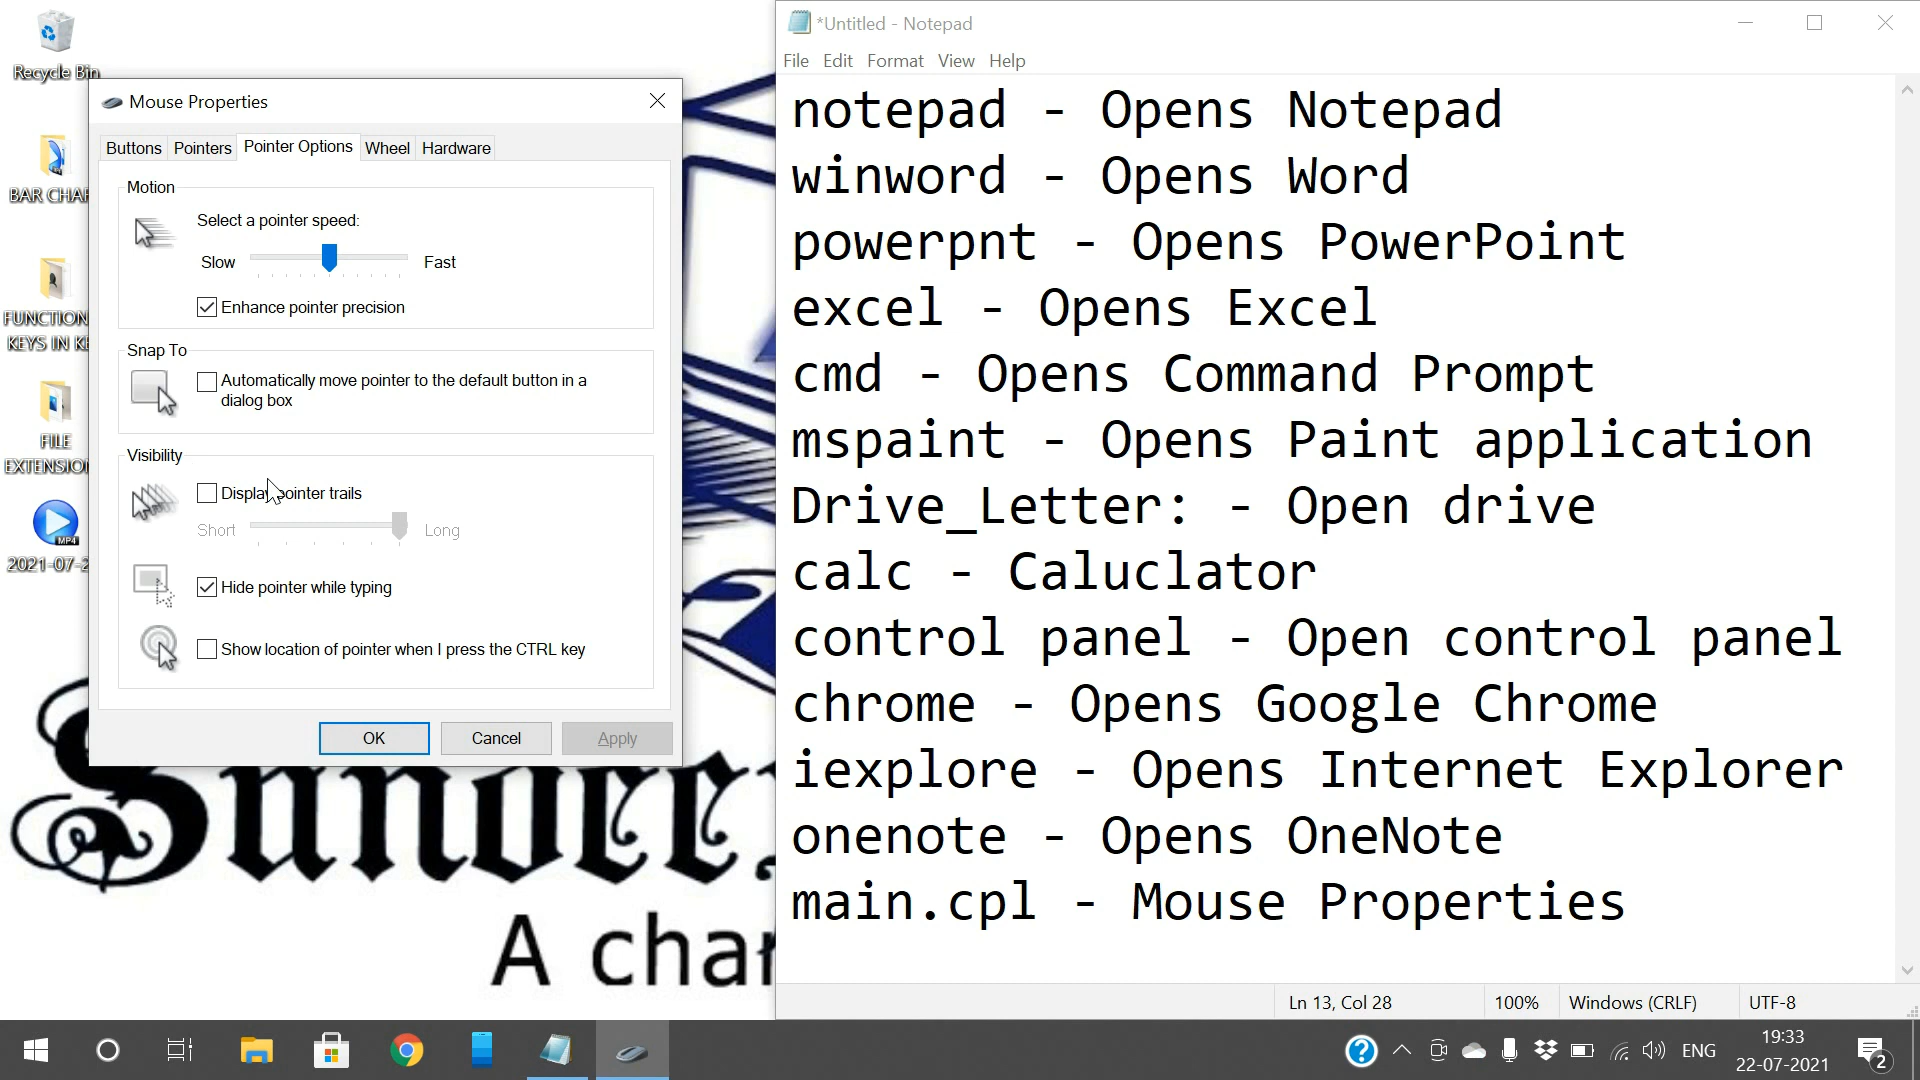 Recycle Bin
BAR CHAR
FUNCTION
KEYS IN KE
FILE
EXTENSION
MP4
2021-07-2
Mouse Properties
Buttons Pointers Pointer Options Wheel Hardware
Motion
Select a pointer speed:
Slow Fast
Enhance pointer precision
Snap To
Automatically move pointer to the default button in a
dialog box
Visibility
Display pointer trails
Short Long
Hide pointer while typing
Show location of pointer when I press the CTRL key
OK Cancel Apply
A char
*Untitled - Notepad
File Edit Format View Help
notepad - Opens Notepad
winword - Opens Word
powerpnt - Opens PowerPoint
excel - Opens Excel
cmd - Opens Command Prompt
mspaint - Opens Paint application
Drive_Letter: - Open drive
calc - Caluclator
control panel - Open control panel
chrome - Opens Google Chrome
iexplore - Opens Internet Explorer
onenote - Opens OneNote
main.cpl - Mouse Properties
Ln 13, Col 28 100% Windows (CRLF) UTF-8
ENG
19:33
22-07-2021
2